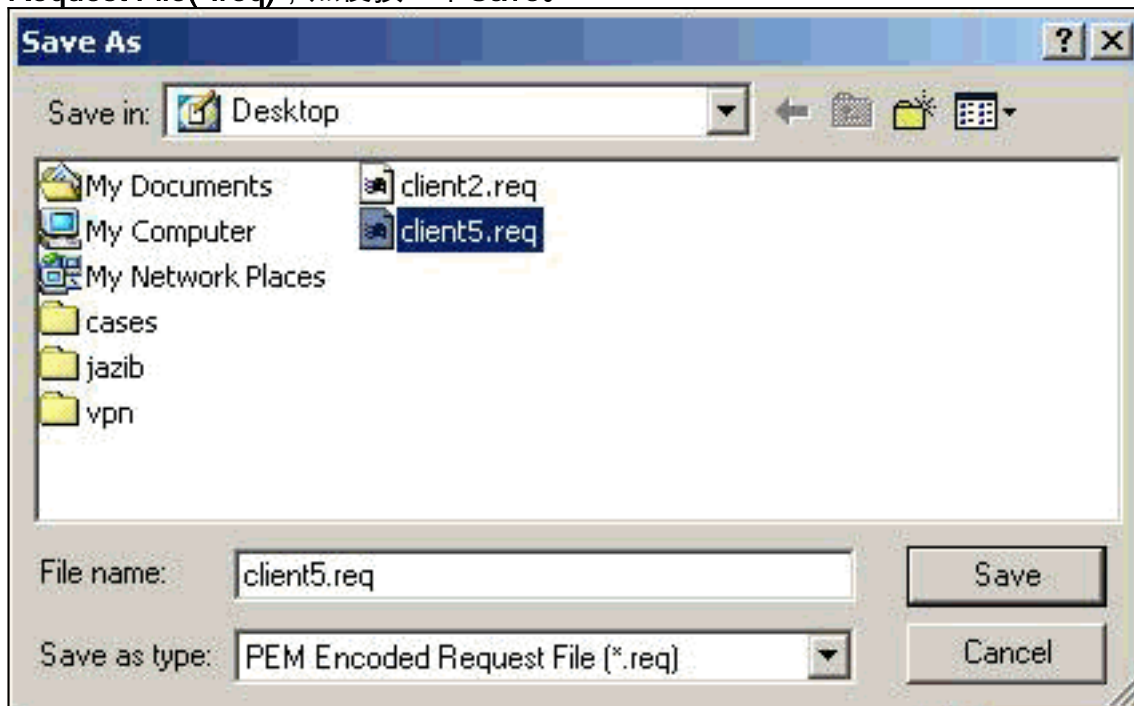 Save As
Save in: Desktop
My Documents
My Computer
My Network Places
cases
jazib
vpn
client2.req
client5.req
File name: client5.req
Save
Save as type: PEM Encoded Request File (*.req)
Cancel